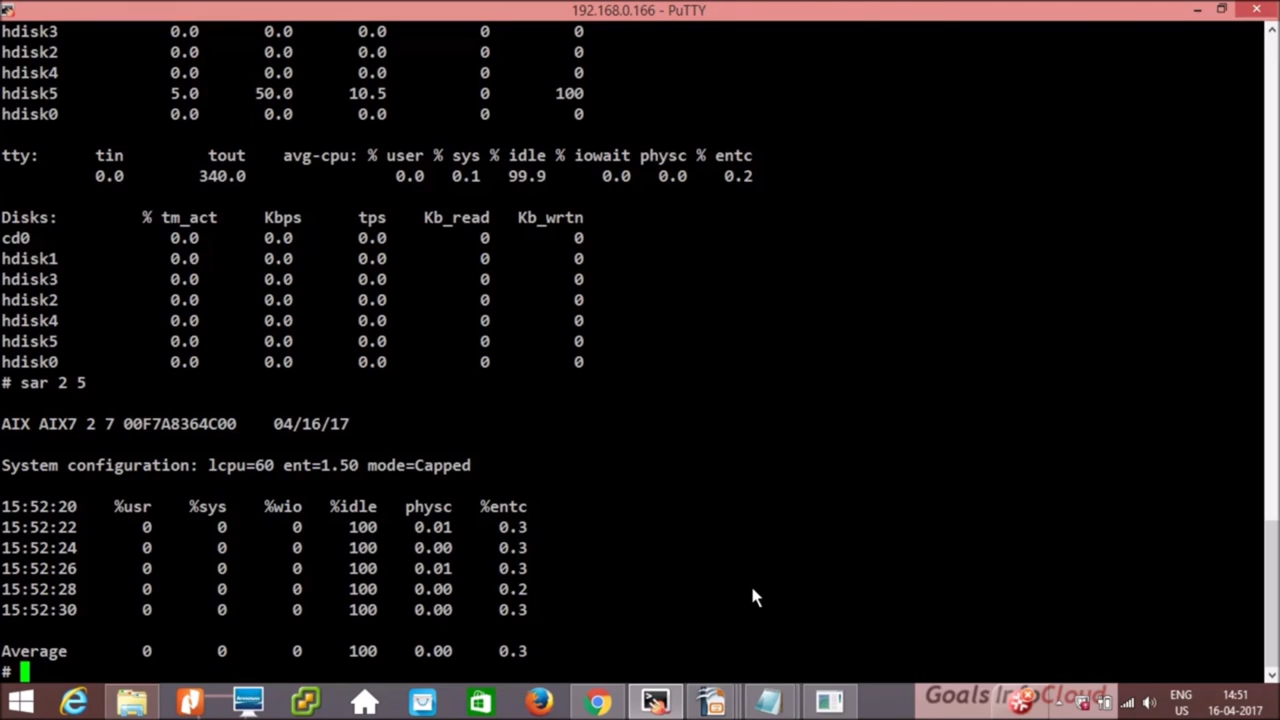 192.168.0.166 - PuTTY
hdisk3 0.0 0.0 0.0 0 0
hdisk2 0.0 0.0 0.0 0 0
hdisk4 0.0 0.0 0.0 0 0
hdisk5 5.0 50.0 10.5 0 100
hdisk0 0.0 0.0 0.0 0 0
tty: tin tout avg-cpu: % user % sys % idle % iowait physc % entc
0.0 340.0 0.0 0.1 99.9 0.0 0.0 0.2
Disks: % tm_act Kbps tps Kb_read Kb_wrtn
cd0 0.0 0.0 0.0 0 0
hdisk1 0.0 0.0 0.0 0 0
hdisk3 0.0 0.0 0.0 0 0
hdisk2 0.0 0.0 0.0 0 0
hdisk4 0.0 0.0 0.0 0 0
hdisk5 0.0 0.0 0.0 0 0
hdisk0 0.0 0.0 0.0 0 0
# sar 2 5
AIX AIX7 2 7 00F7A8364C00 04/16/17
System configuration: lcpu=60 ent=1.50 mode=Capped
15:52:20 %usr %sys %wio %idle physc %entc
15:52:22 0 0 0 100 0.01 0.3
15:52:24 0 0 0 100 0.00 0.3
15:52:26 0 0 0 100 0.01 0.3
15:52:28 0 0 0 100 0.00 0.2
15:52:30 0 0 0 100 0.00 0.3
Average 0 0 0 100 0.00 0.3
#
Goals InfoCloud
ENG 14:51
US 16-04-2017